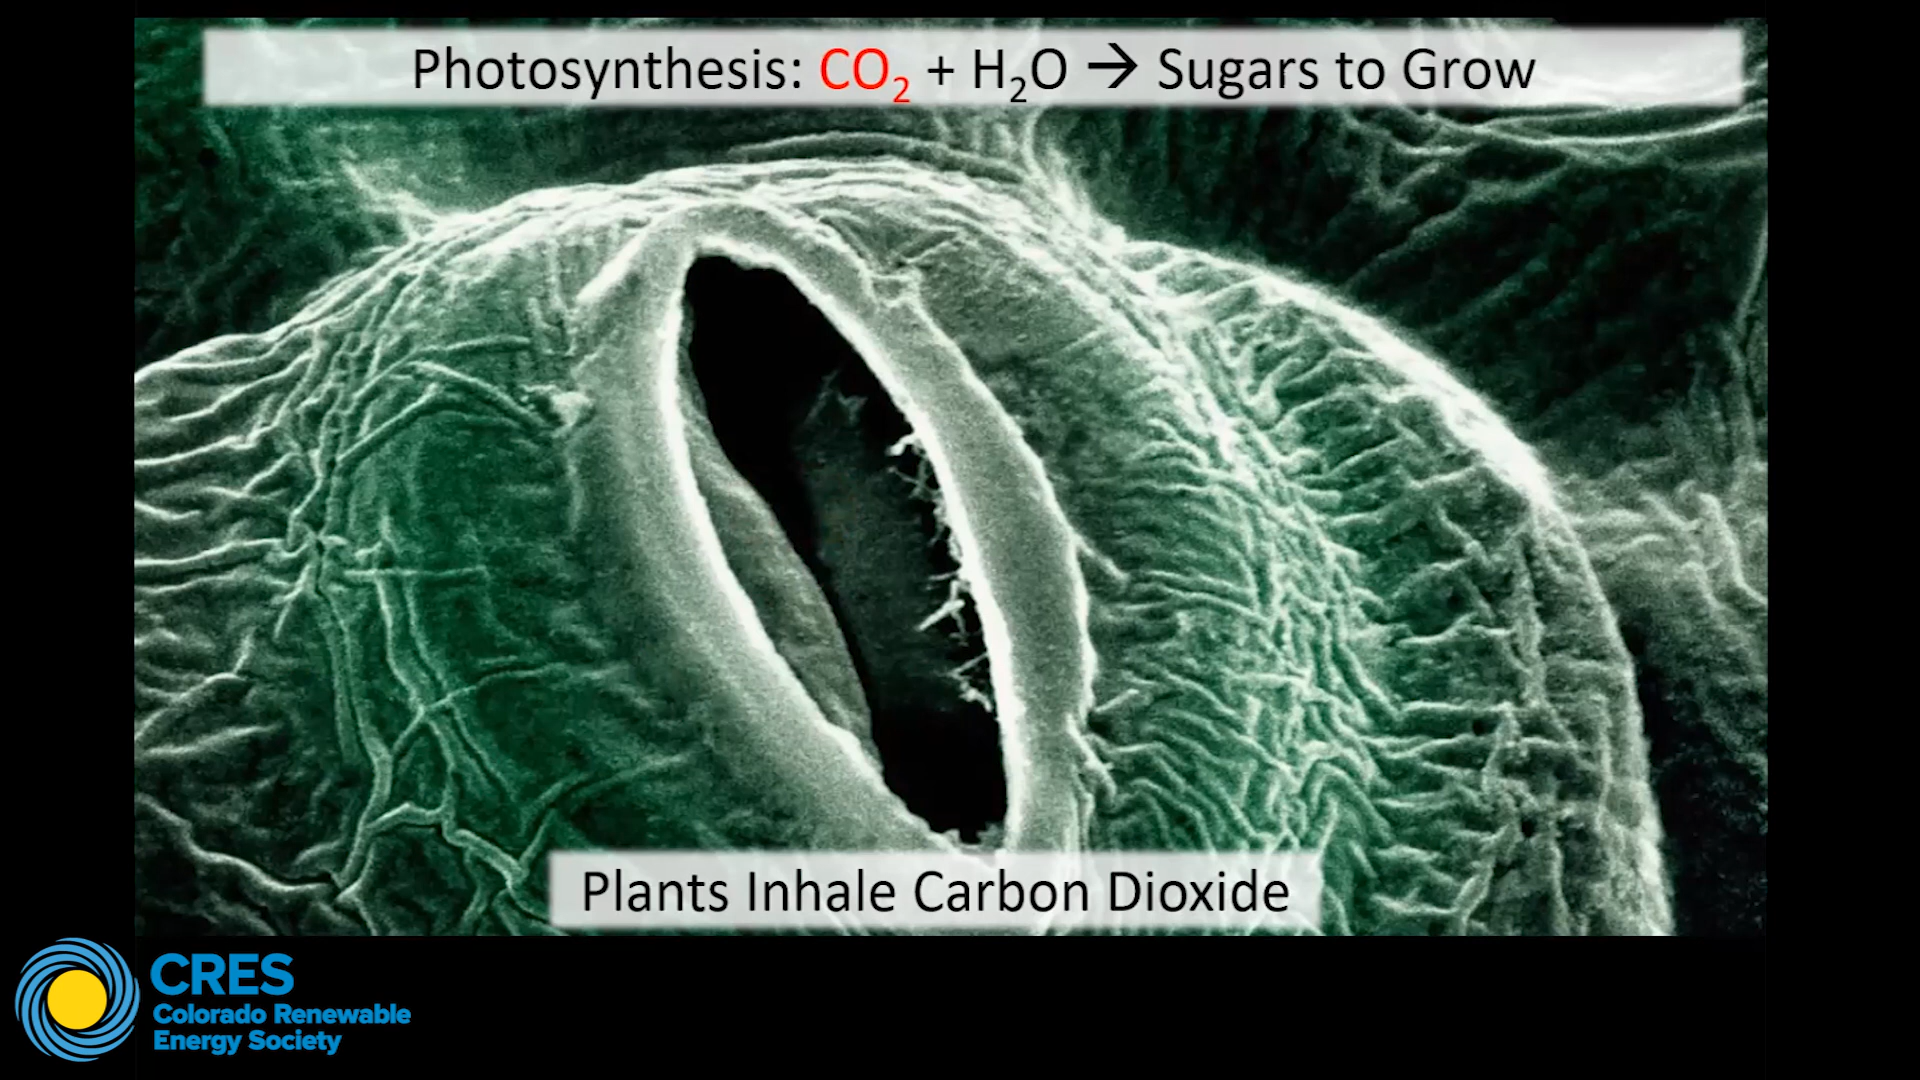 Photosynthesis: CO₂ + H₂O → Sugars to Grow
Plants Inhale Carbon Dioxide
CRES
Colorado Renewable
Energy Society